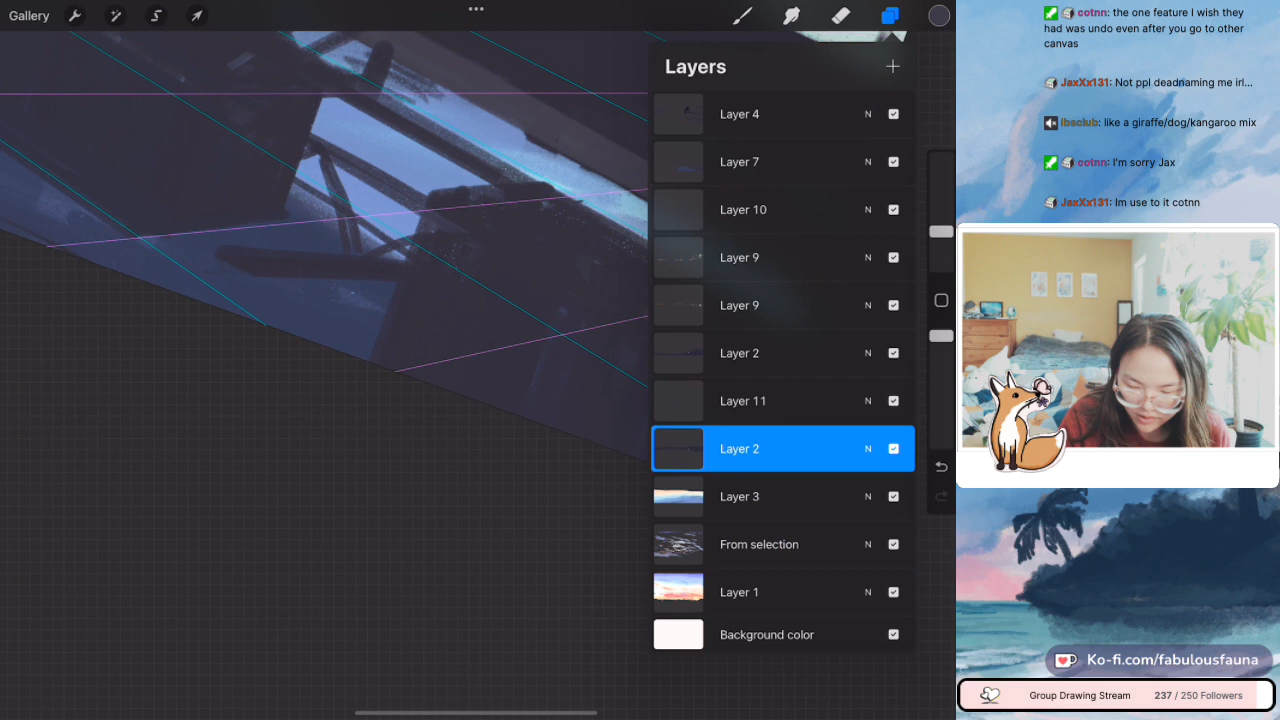 Gallery
Layers
Layer 4 N
Layer 7 N
Layer 10 N
Layer 9 N
Layer 9 N
Layer 2 N
Layer 11 N
Layer 2 N
Layer 3 N
From selection N
Layer 1 N
Background color
cotnn: the one feature I wish they
had was undo even after you go to other
canvas
JaxXx131: Not ppl deadnaming me irl...
ibsclub: like a giraffe/dog/kangaroo mix
cotnn: I'm sorry Jax
JaxXx131: Im use to it cotnn
Ko-fi.com/fabulousfauna
Group Drawing Stream 237 / 250 Followers